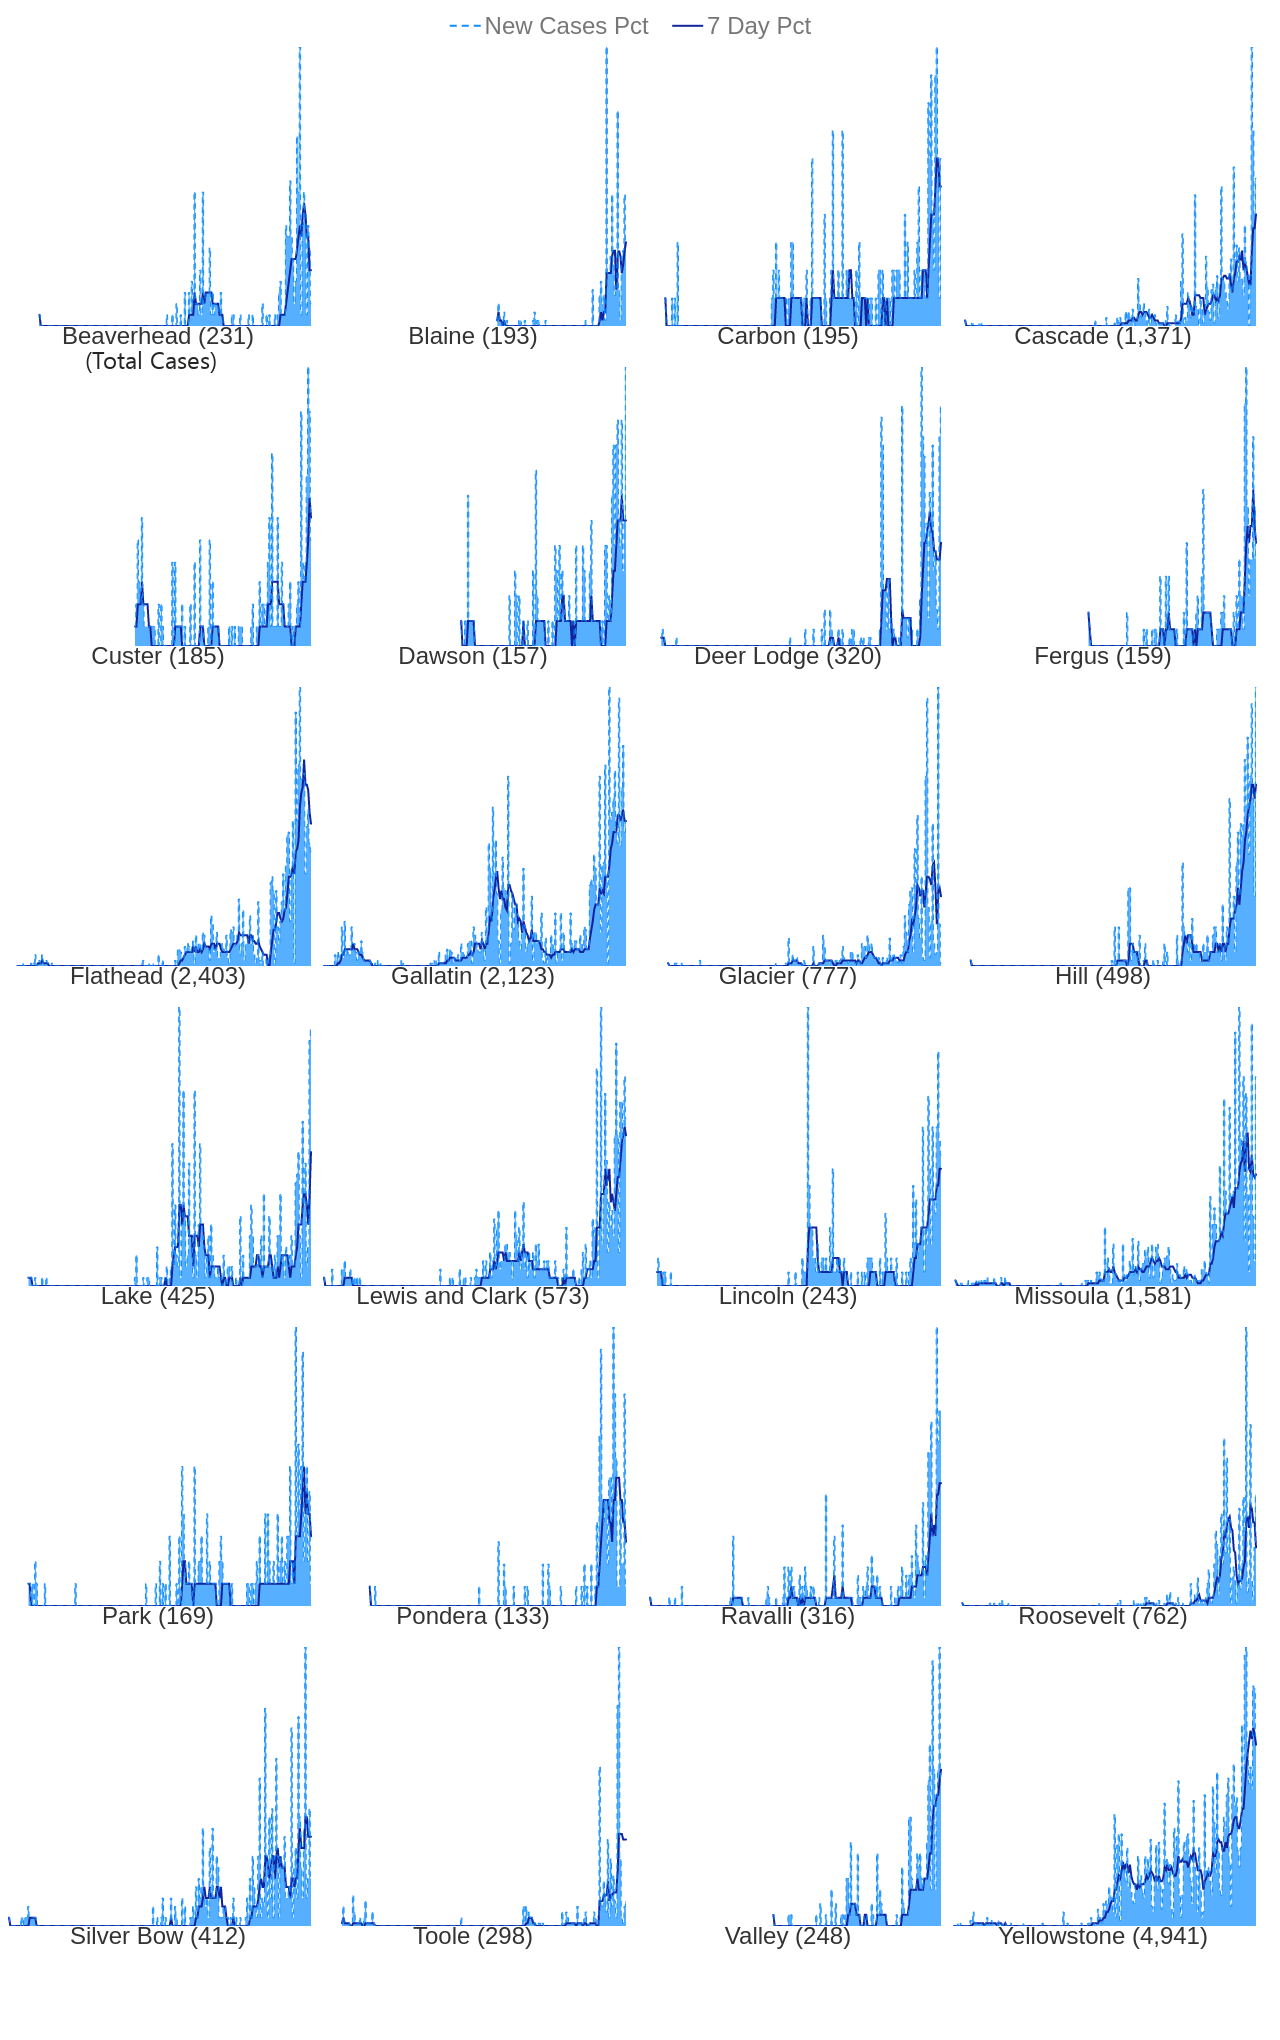 New Cases Pct 7 Day Pct
Beaverhead (231) Blaine (193) Carbon (195) Cascade (1,371)
(Total Cases)
Custer (185) Dawson (157) Deer Lodge (320) Fergus (159)
Flathead (2,403) Gallatin (2,123) Glacier (777) Hill (498)
Lake (425) Lewis and Clark (573) Lincoln (243) Missoula (1,581)
Park (169) Pondera (133) Ravalli (316) Roosevelt (762)
Silver Bow (412) Toole (298) Valley (248) Yellowstone (4,941)